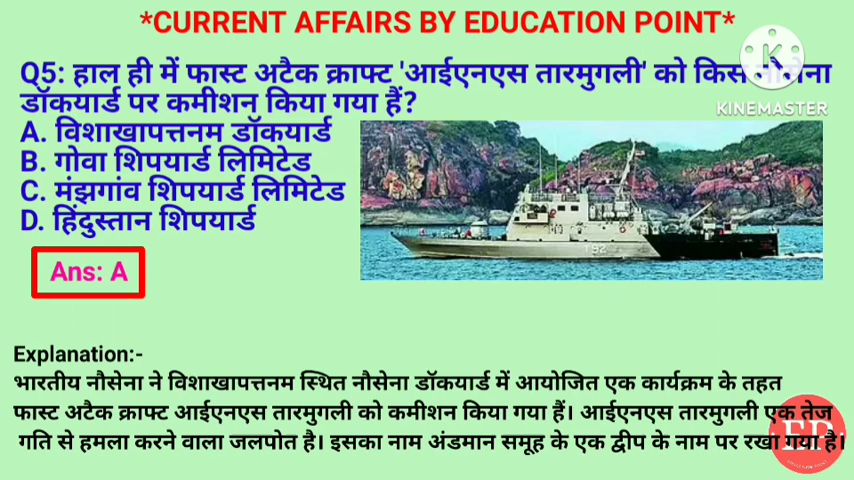 *CURRENT AFFAIRS BY EDUCATION POINT*
Q5: हाल ही में फास्ट अटैक क्राफ्ट 'आईएनएस तारमुगली' को किस नौसेना
डॉकयार्ड पर कमीशन किया गया हैं?
A. विशाखापत्तनम डॉकयार्ड
B. गोवा शिपयार्ड लिमिटेड
C. मंझगांव शिपयार्ड लिमिटेड
D. हिंदुस्तान शिपयार्ड
Ans: A
K
KINEMASTER
T92
Explanation:-
भारतीय नौसेना ने विशाखापत्तनम स्थित नौसेना डॉकयार्ड में आयोजित एक कार्यक्रम के तहत
फास्ट अटैक क्राफ्ट आईएनएस तारमुगली को कमीशन किया गया हैं। आईएनएस तारमुगली एक तेज
गति से हमला करने वाला जलपोत है। इसका नाम अंडमान समूह के एक द्वीप के नाम पर रखा गया है।
EP